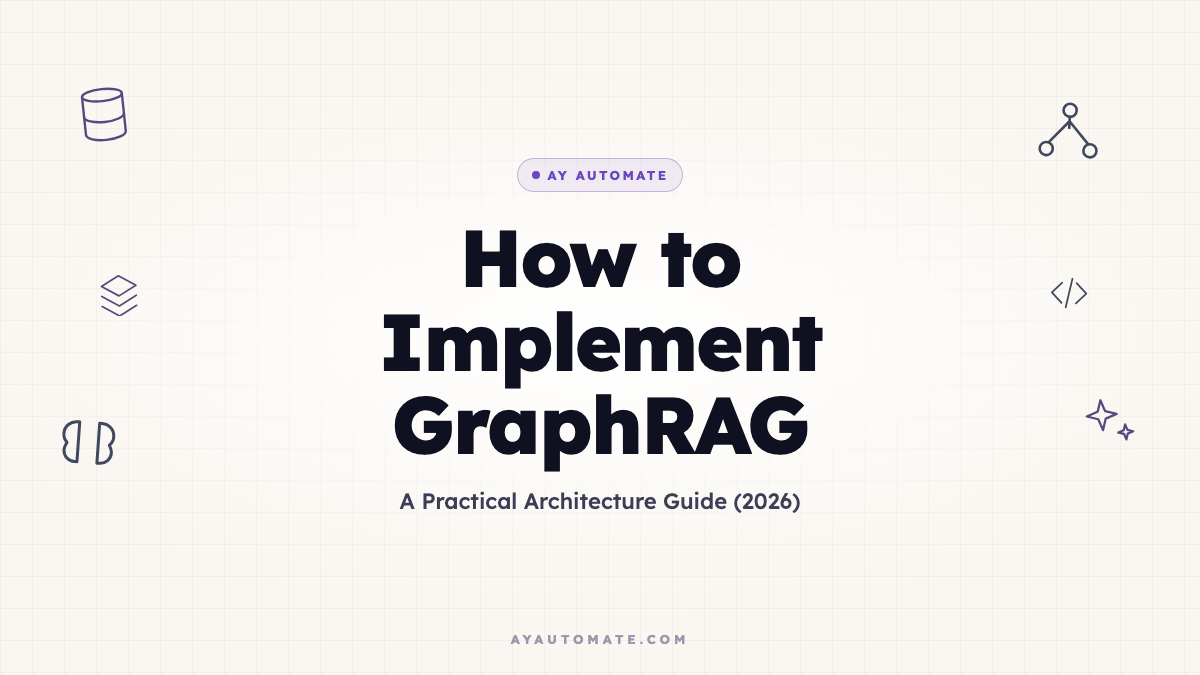 AY AUTOMATE
How to
Implement
GraphRAG
A Practical Architecture Guide (2026)
AYAUTOMATE.COM